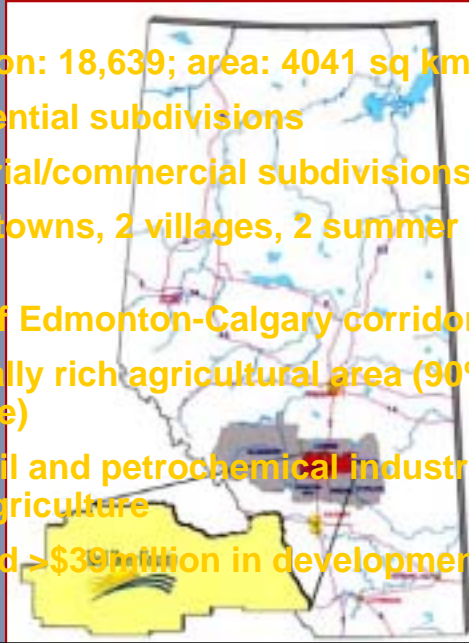 on: 18,639; area: 4041 sq km
ential subdivisions
rial/commercial subdivisions
towns, 2 villages, 2 summer
f Edmonton-Calgary corridor
lly rich agricultural area (90%
e)
il and petrochemical industr
griculture
d >$39million in developmen